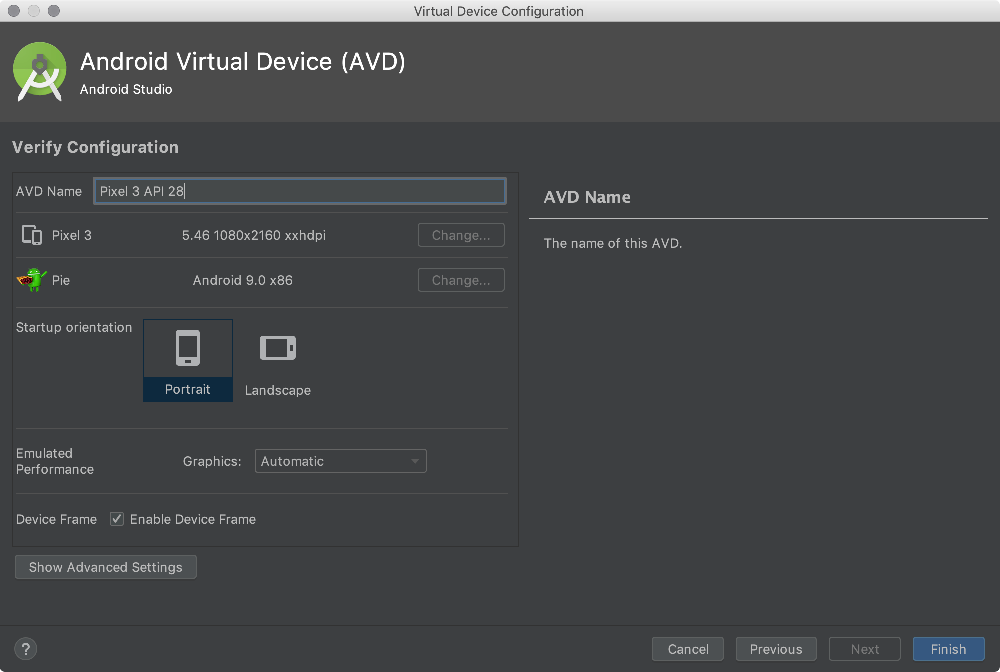 Virtual Device Configuration
Android Virtual Device (AVD)
Android Studio
Verify Configuration
AVD Name
Pixel 3 API 28
Pixel 3
5.46 1080x2160 xxhdpi
Change...
Pie
Android 9.0 x86
Change...
Startup orientation
Portrait
Landscape
Emulated
Performance
Graphics:
Automatic
Device Frame
Enable Device Frame
Show Advanced Settings
AVD Name
The name of this AVD.
?
Cancel
Previous
Next
Finish